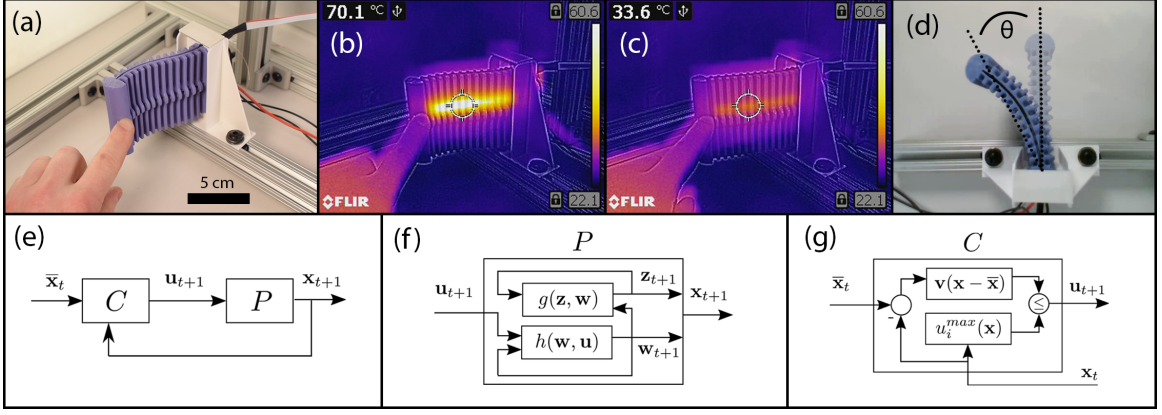 (a)
5 cm
70.1 °C
60.6
(b)
22.1
◊FLIR
33.6 °C
60.6
(c)
22.1
◊FLIR
(d)
θ
(e)
x̅ₜ
C
uₜ₊₁
P
xₜ₊₁
(f)
P
uₜ₊₁
g(z, w)
zₜ₊₁
xₜ₊₁
h(w, u)
wₜ₊₁
(g)
C
x̅ₜ
v(x − x̅)
-
≤
uₜ₊₁
uᵢᵐᵃˣ(x)
xₜ